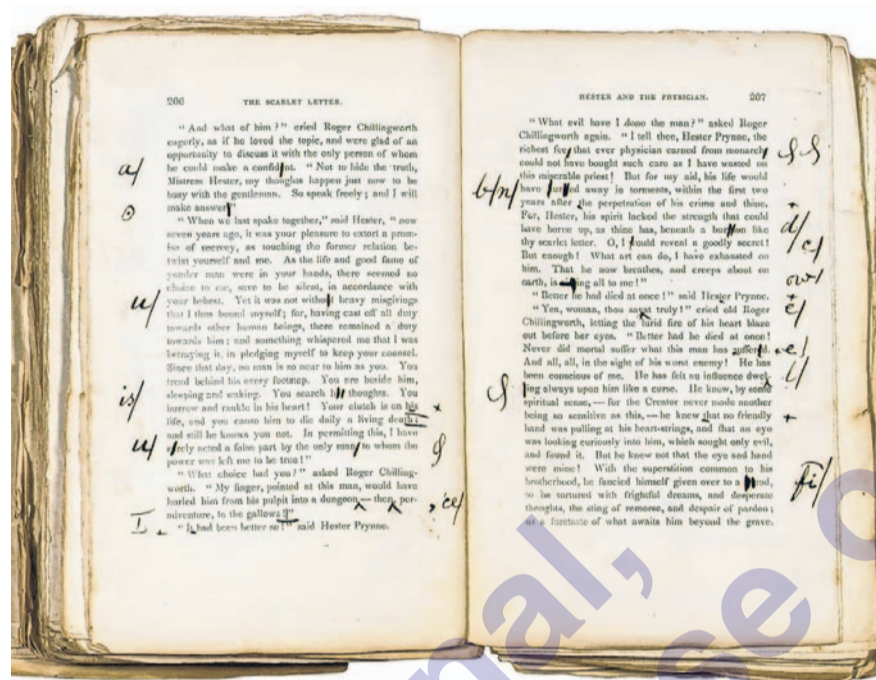 206 THE SCARLET LETTER.
"And what of him?" cried Roger Chillingworth
eagerly, as if he loved the topic, and were glad of an
opportunity to discuss it with the only person of whom
he could make a "Not to hide the truth,
Mistress Hester, my thoughts happen just now to be
busy with the gentleman. So speak freely; and I will
make answer
"When we last spake together," said Hester, "now
seven years ago, it was your pleasure to extort a prom-
ise of secrecy, as touching the former relation be-
twixt yourself and me. As the life and good fame of
yonder man were in your hands, there seemed no
choice to me, save to be silent, in accordance with
your behest. Yet it was not heavy misgivings
that I thus bound myself; for, having cast off all duty
towards other human beings, there remained a duty
towards him; and something whispered me that I was
betraying it, in pledging myself to keep your counsel.
Since that day, no man is so near to him as you. You
tread behind his every footstep. You are beside him,
sleeping and waking. You search thoughts. You
burrow and rankle in his heart! Your clutch is on his
life, and you cause him to die daily a living death;
and still he knows you not. In permitting this, I have
acted a false part by the only man to whom the
power was left me to be true!"
"What choice had you?" asked Roger Chilling-
worth. "My finger, pointed at this man, would have
hurled him from his pulpit into a dungeon, — then, per-
adventure, to the gallows
"It had been better so!" said Hester Prynne.
a/
u/
is/
u/
HESTER AND THE PHYSICIAN. 207
"What evil have I done the man?" asked Roger
Chillingworth again. "I tell thee, Hester Prynne, the
richest fee that ever physician earned from monarch
could not have bought such care as I have wasted on
this miserable priest! But for my aid, his life would
have away in torments, within the first two
years after the perpetration of his crime and thine.
For, Hester, his spirit lacked the strength that could
have borne up, as thine has, beneath a like
thy scarlet letter. O, I could reveal a goodly secret!
But enough! What art can do, I have exhausted on
him. That he now breathes, and creeps about on
earth, is all to me!"
"Better he had died at once!" said Hester Prynne.
"Yea, woman, thou sayst truly!" cried old Roger
Chillingworth, letting the lurid fire of his heart blaze
out before her eyes. "Better had he died at once!
Never did mortal suffer what this man has
And all, all, in the sight of his worst enemy! He has
been conscious of me. He has felt an influence dwel-
ing always upon him like a curse. He knew, by some
spiritual sense, — for the Creator never made another
being so sensitive as this, — he knew that no friendly
hand was pulling at his heart-strings, and that an eye
was looking curiously into him, which sought only evil,
and found it. But he knew not that the eye and hand
were mine! With the superstition common to his
brotherhood, he fancied himself given over to a
to be tortured with frightful dreams, and desperate
thoughts, the sting of remorse, and despair of pardon;
as a foretaste of what awaits him beyond the grave.
b/n/
d/
c/
ow/
e/
e/
l/
fi/
nal,
se o